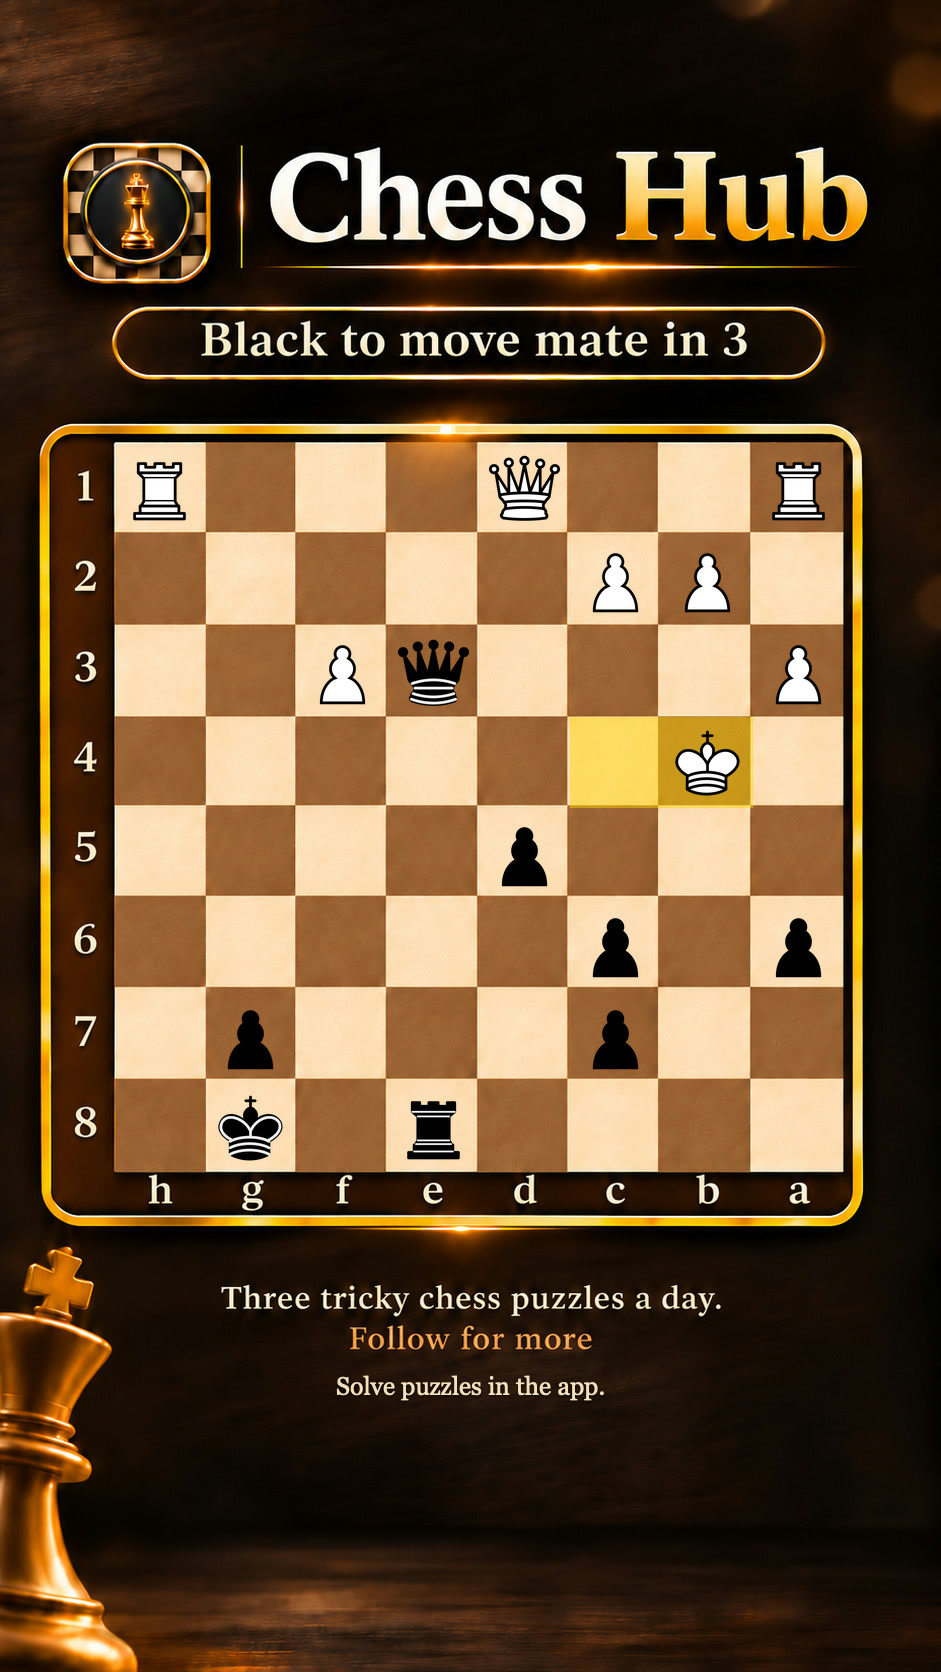 Chess Hub
Black to move mate in 3
1
2
3
4
5
6
7
8
h g f e d c b a
Three tricky chess puzzles a day.
Follow for more
Solve puzzles in the app.